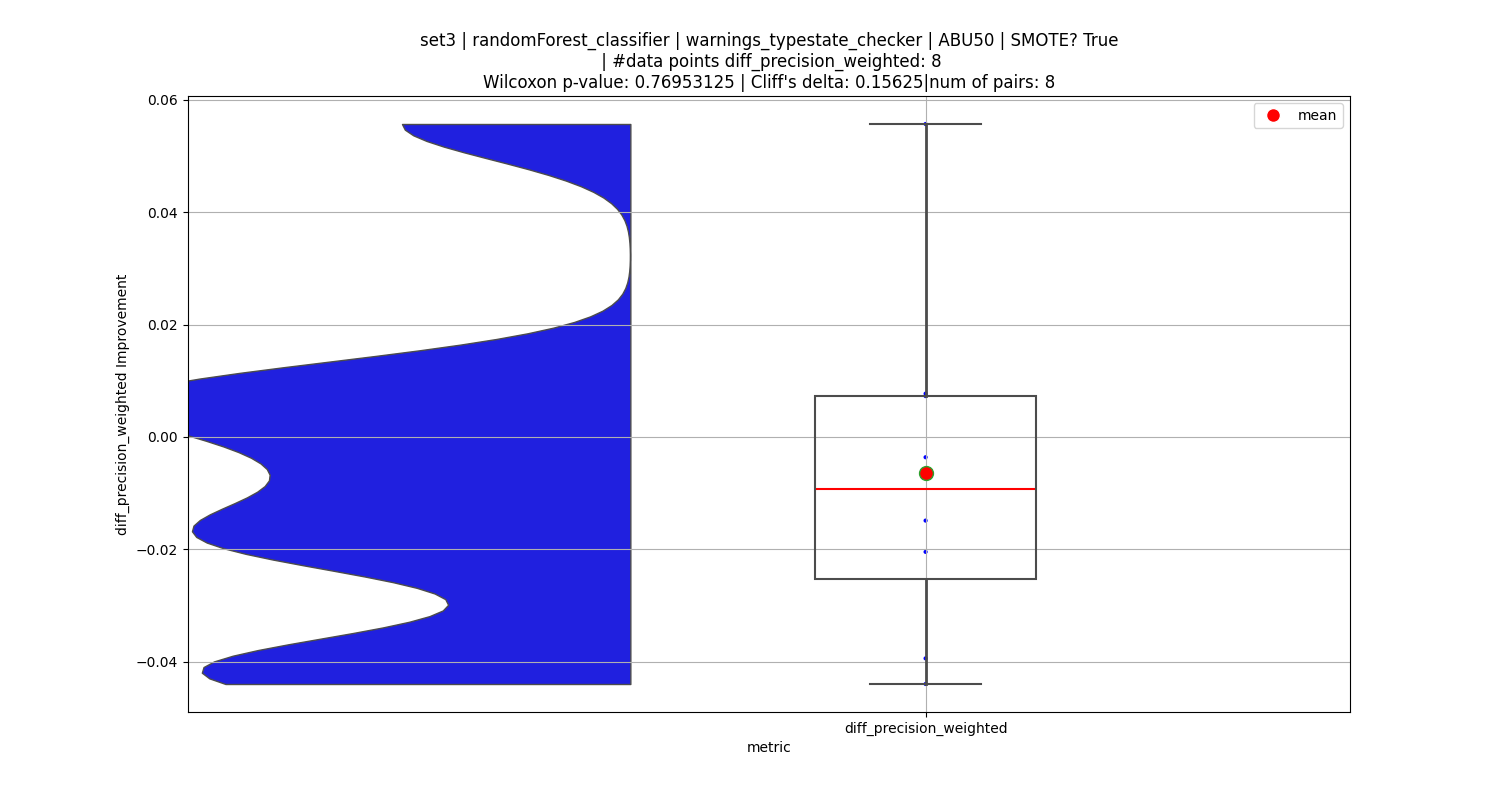 set3 | randomForest_classifier | warnings_typestate_checker | ABU50 | SMOTE? True
| #data points diff_precision_weighted: 8
Wilcoxon p-value: 0.76953125 | Cliff's delta: 0.15625|num of pairs: 8
mean
0.06
0.04
0.02
0.00
−0.02
−0.04
diff_precision_weighted Improvement
diff_precision_weighted
metric